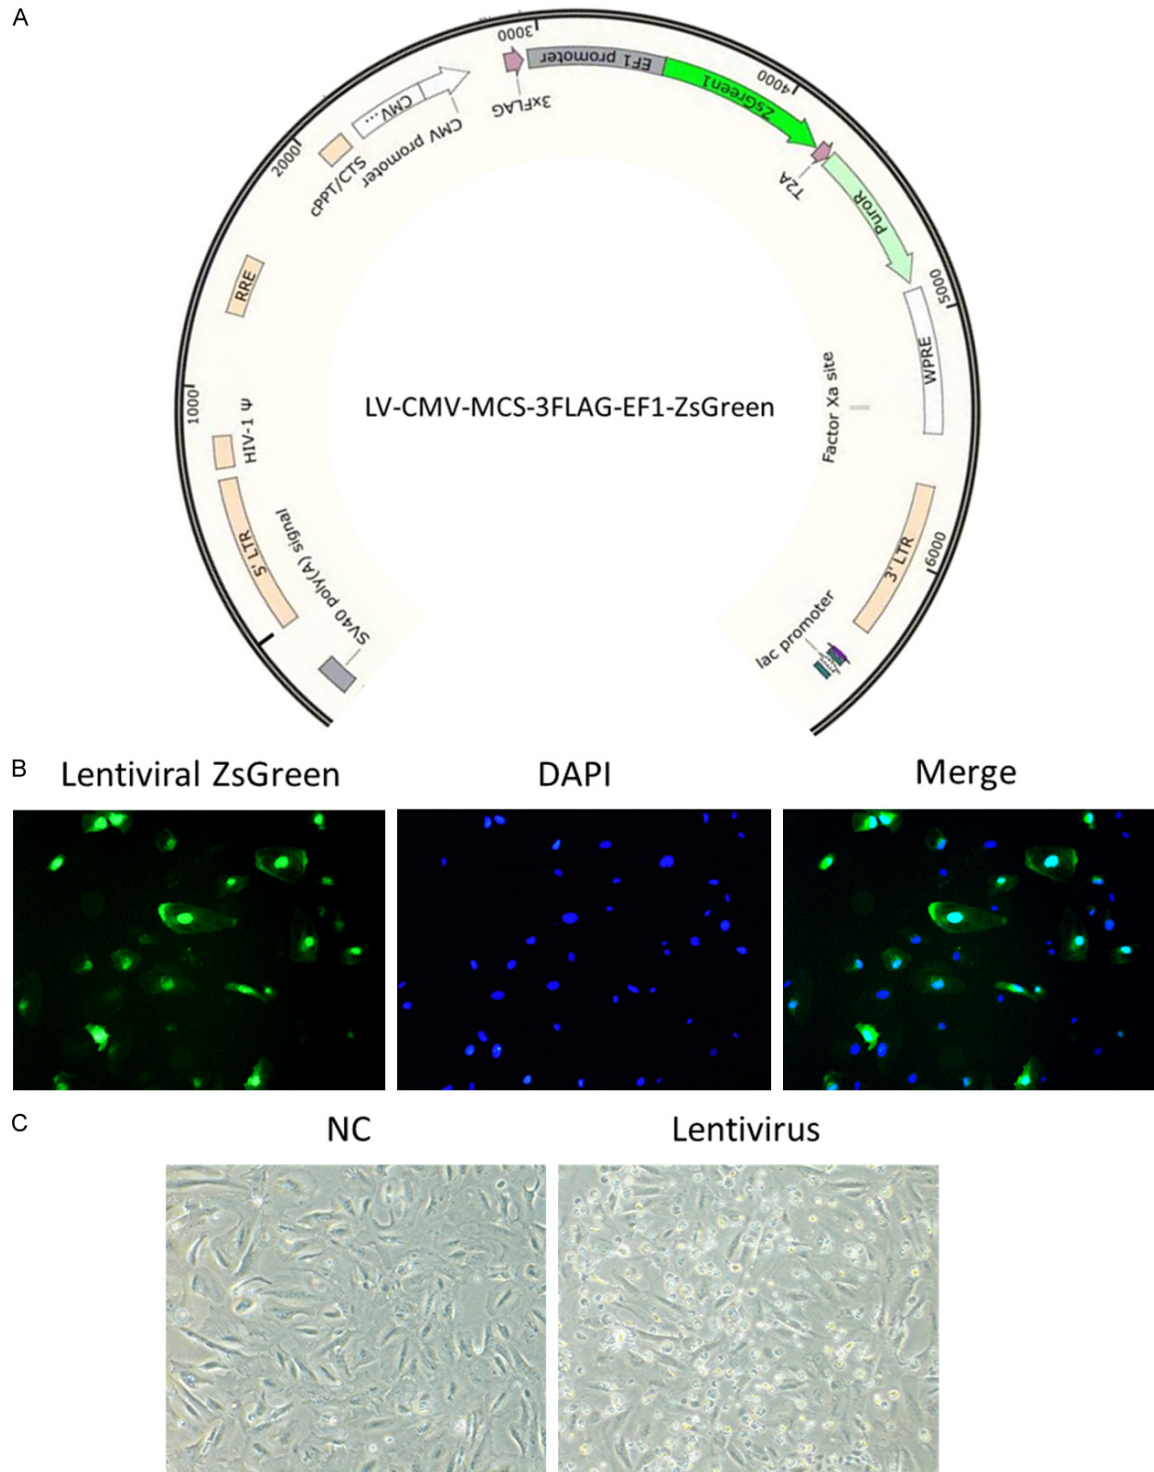 A
3000
EF1 promoter
ZsGreen1
4000
3xFLAG
CMV...
CMV promoter
2000
cPPT/CTS
T2A
PuroR
RRE
5000
WPRE
Factor Xa site
LV-CMV-MCS-3FLAG-EF1-ZsGreen
1000
HIV-1 Ψ
5' LTR
SV40 poly(A) signal
6000
3' LTR
lac promoter
B
Lentiviral ZsGreen
DAPI
Merge
C
NC
Lentivirus